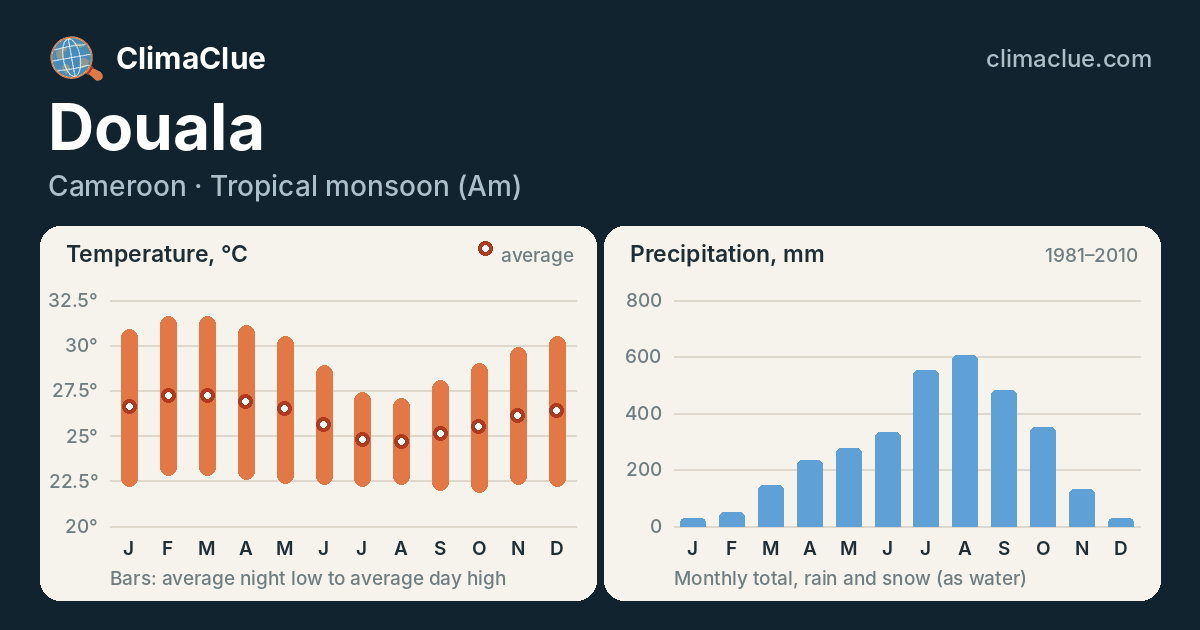 ClimaClue
climaclue.com
Douala
Cameroon · Tropical monsoon (Am)
Temperature, °C
average
32.5°
30°
27.5°
25°
22.5°
20°
J F M A M J J A S O N D
Bars: average night low to average day high
Precipitation, mm
1981–2010
800
600
400
200
0
J F M A M J J A S O N D
Monthly total, rain and snow (as water)